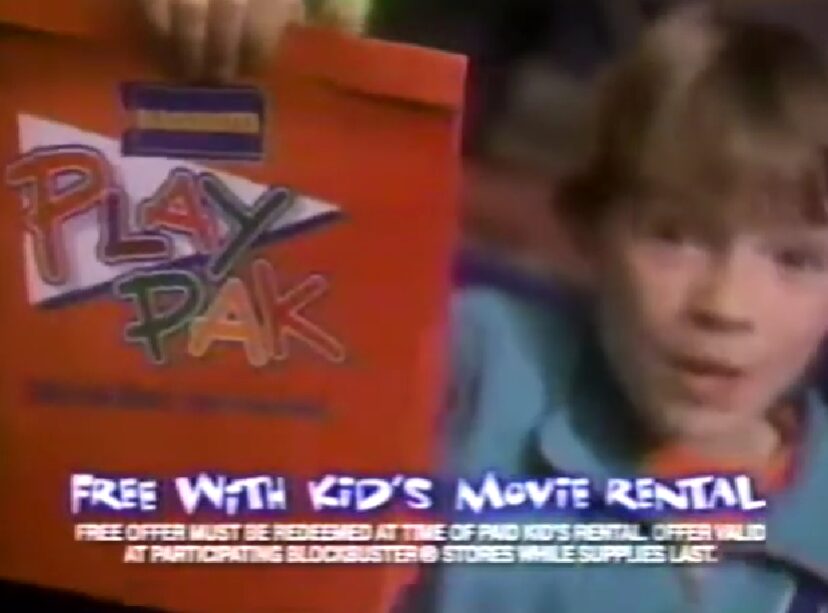 PLAY
PAK
FREE WITH KID'S MOVIE RENTAL
FREE OFFER MUST BE REDEEMED AT TIME OF PAID KID'S RENTAL. OFFER VALID
AT PARTICIPATING BLOCKBUSTER® STORES WHILE SUPPLIES LAST.